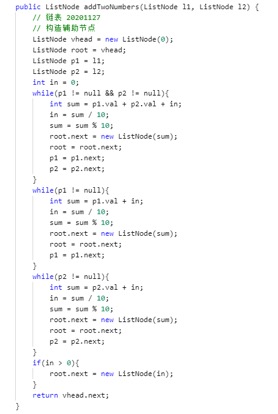 public ListNode addTwoNumbers(ListNode l1, ListNode l2) {
    // 链表 20201127
    // 构造辅助节点
    ListNode vhead = new ListNode(0);
    ListNode root = vhead;
    ListNode p1 = l1;
    ListNode p2 = l2;
    int in = 0;
    while(p1 != null && p2 != null){
        int sum = p1.val + p2.val + in;
        in = sum / 10;
        sum = sum % 10;
        root.next = new ListNode(sum);
        root = root.next;
        p1 = p1.next;
        p2 = p2.next;
    }
    while(p1 != null){
        int sum = p1.val + in;
        in = sum / 10;
        sum = sum % 10;
        root.next = new ListNode(sum);
        root = root.next;
        p1 = p1.next;
    }
    while(p2 != null){
        int sum = p2.val + in;
        in = sum / 10;
        sum = sum % 10;
        root.next = new ListNode(sum);
        root = root.next;
        p2 = p2.next;
    }
    if(in > 0){
        root.next = new ListNode(in);
    }
    return vhead.next;
}